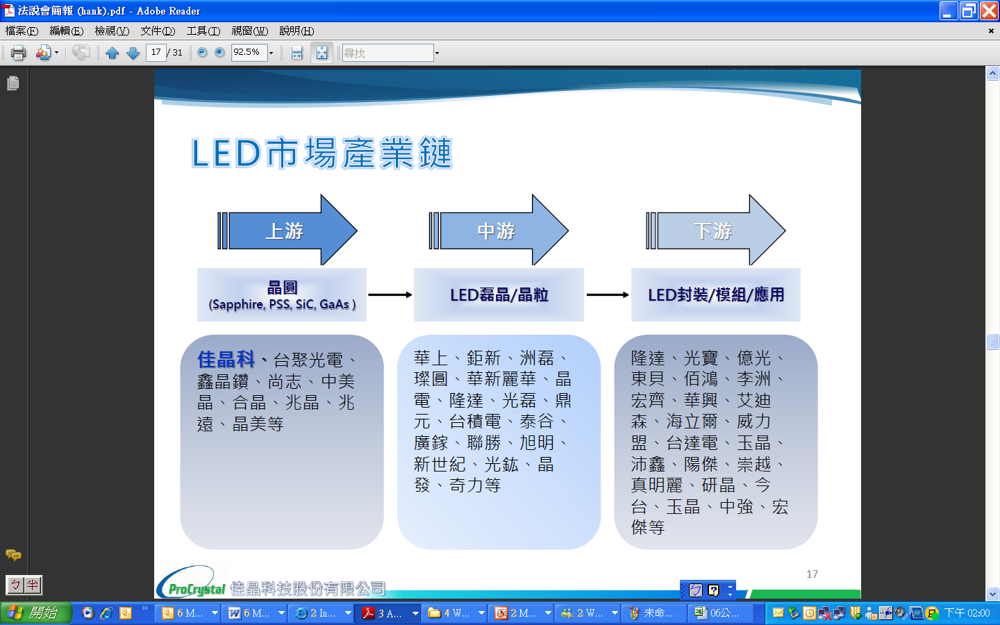 法說會簡報 (hank).pdf - Adobe Reader
檔案(F) 編輯(E) 檢視(V) 文件(D) 工具(T) 視窗(W) 說明(H)
17 / 31 92.5% 尋找
LED市場產業鏈
上游 中游 下游
晶圓
(Sapphire, PSS, SiC, GaAs )
LED磊晶/晶粒
LED封裝/模組/應用
佳晶科、台聚光電、
鑫晶鑽、尚志、中美
晶、合晶、兆晶、兆
遠、晶美等
華上、鉅新、洲磊、
璨圓、華新麗華、晶
電、隆達、光磊、鼎
元、台積電、泰谷、
廣鎵、聯勝、旭明、
新世紀、光鈜、晶
發、奇力等
隆達、光寶、億光、
東貝、佰鴻、李洲、
宏齊、華興、艾迪
森、海立爾、威力
盟、台達電、玉晶、
沛鑫、陽傑、崇越、
真明麗、研晶、今
台、玉晶、中強、宏
傑等
17
ProCrystal 佳晶科技股份有限公司
ㄅ 半
開始 6 M... 6 M... 2 In... 3 A... 4 W... 2 M... 2 W... 未命... 06公... 下午 02:00